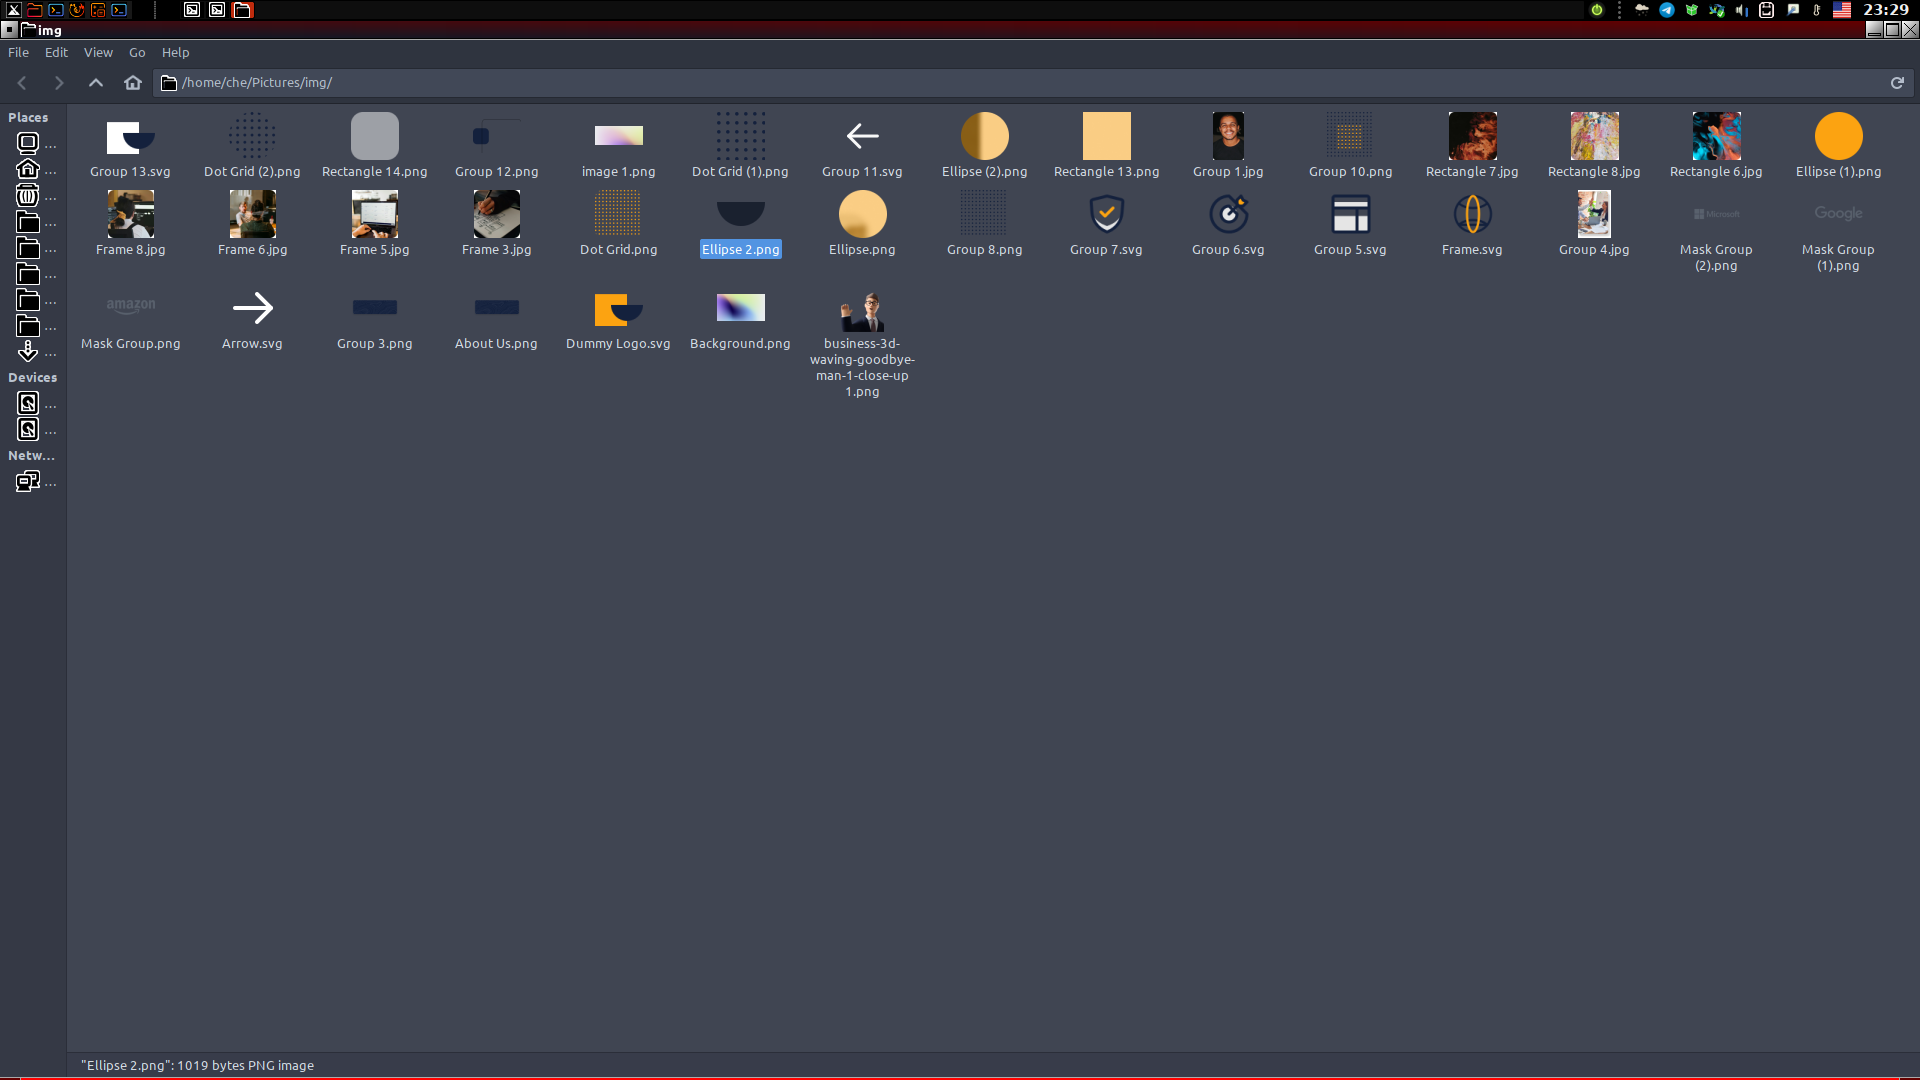 23:29
img
File Edit View Go Help
/home/che/Pictures/img/
Places
...
...
...
...
...
...
...
...
...
Devices
...
...
Netw...
...
Group 13.svg Dot Grid (2).png Rectangle 14.png Group 12.png image 1.png Dot Grid (1).png Group 11.svg Ellipse (2).png Rectangle 13.png Group 1.jpg Group 10.png Rectangle 7.jpg Rectangle 8.jpg Rectangle 6.jpg Ellipse (1).png
Microsoft Google
Frame 8.jpg Frame 6.jpg Frame 5.jpg Frame 3.jpg Dot Grid.png Ellipse 2.png Ellipse.png Group 8.png Group 7.svg Group 6.svg Group 5.svg Frame.svg Group 4.jpg Mask Group Mask Group
(2).png (1).png
amazon
Mask Group.png Arrow.svg Group 3.png About Us.png Dummy Logo.svg Background.png business-3d-
waving-goodbye-
man-1-close-up
1.png
"Ellipse 2.png": 1019 bytes PNG image